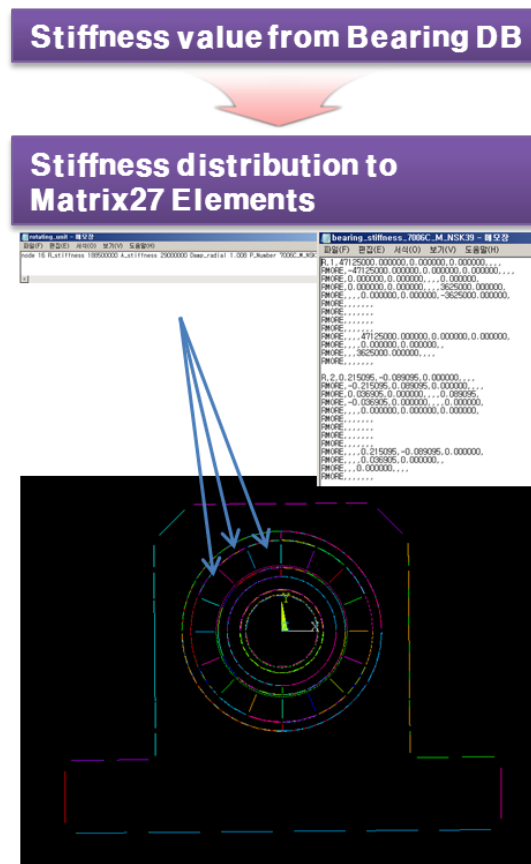 Stiffness value from Bearing DB
Stiffness distribution to
Matrix27 Elements
rotating_unit - 메모장
파일(F) 편집(E) 서식(O) 보기(V) 도움말(H)
node 16 R_stiffness 188500000 A_stiffness 29000000 Damp_radial 1.008 P_Number 7006C_M_NSK
bearing_stiffness_7006C_M_NSK39 - 메모장
파일(F) 편집(E) 서식(O) 보기(V) 도움말(H)
R,1,47125000.000000,0.000000,0.000000,,,,
RMORE,-47125000.000000,0.000000,0.000000,,,,
RMORE,0.000000,0.000000,,,,0.000000,
RMORE,0.000000,0.000000,,,,3625000.000000,
RMORE,,,,0.000000,0.000000,-3625000.000000,
RMORE,,,,,,,
RMORE,,,,,,,
RMORE,,,,,,,
RMORE,,,,,,,
RMORE,,,,47125000.000000,0.000000,0.000000,
RMORE,,,,0.000000,0.000000,,
RMORE,,,3625000.000000,,,,
RMORE,,,,,,,
R,2,0.215095,-0.089095,0.000000,,,,
RMORE,-0.215095,0.089095,0.000000,,,,
RMORE,0.036905,0.000000,,,,0.089095,
RMORE,-0.036905,0.000000,,,,0.000000,
RMORE,,,,0.000000,0.000000,0.000000,
RMORE,,,,,,,
RMORE,,,,,,,
RMORE,,,,,,,
RMORE,,,,,,,
RMORE,,,,0.215095,-0.089095,0.000000,
RMORE,,,,0.036905,0.000000,,
RMORE,,,0.000000,,,,
RMORE,,,,,,,
Y
X